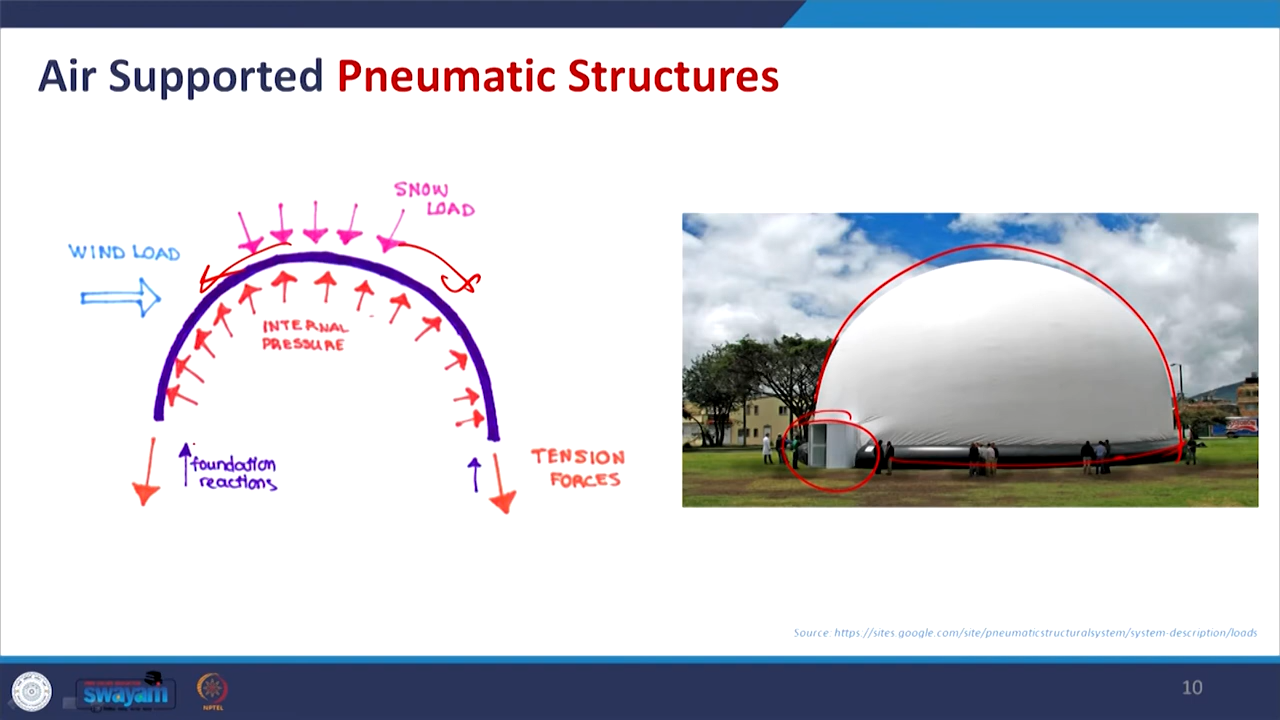 Air Supported Pneumatic Structures
SNOW
LOAD
WIND LOAD
INTERNAL
PRESSURE
foundation
reactions
TENSION
FORCES
Source: https://sites.google.com/site/pneumaticstructuralsystem/system-description/loads
swayam
NPTEL
10